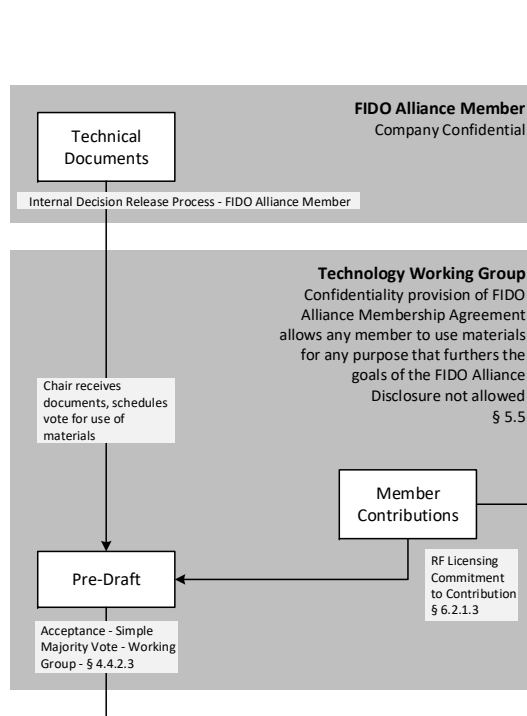 FIDO Alliance Member
Company Confidential
Technical
Documents
Internal Decision Release Process - FIDO Alliance Member
Technology Working Group
Confidentiality provision of FIDO
Alliance Membership Agreement
allows any member to use materials
for any purpose that furthers the
goals of the FIDO Alliance
Disclosure not allowed
§ 5.5
Chair receives
documents, schedules
vote for use of
materials
Member
Contributions
RF Licensing
Commitment
to Contribution
§ 6.2.1.3
Pre-Draft
Acceptance - Simple
Majority Vote - Working
Group - § 4.4.2.3